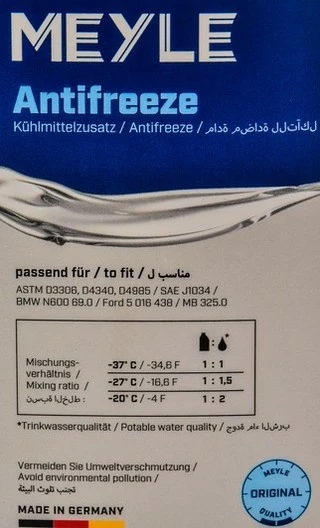 MEYLE
Antifreeze
Kühlmittelzusatz / Antifreeze / مادة مضادة للتآكل
passend für / to fit / مناسب ل
ASTM D3306, D4340, D4985 / SAE J1034 /
BMW N600 69.0 / Ford 5 016 438 / MB 325.0
Mischungs-
verhältnis /
Mixing ratio /
نسبة الخلط :
-37° C / -34,6 F 1 : 1
-27° C / -16,6 F 1 : 1,5
-20° C / -4 F 1 : 2
*Trinkwasserqualität / Potable water quality / جودة ماء الشرب
Vermeiden Sie Umweltverschmutzung /
Avoid environmental pollution /
تجنب تلوث البيئة
MADE IN GERMANY
MEYLE
ORIGINAL
QUALITY